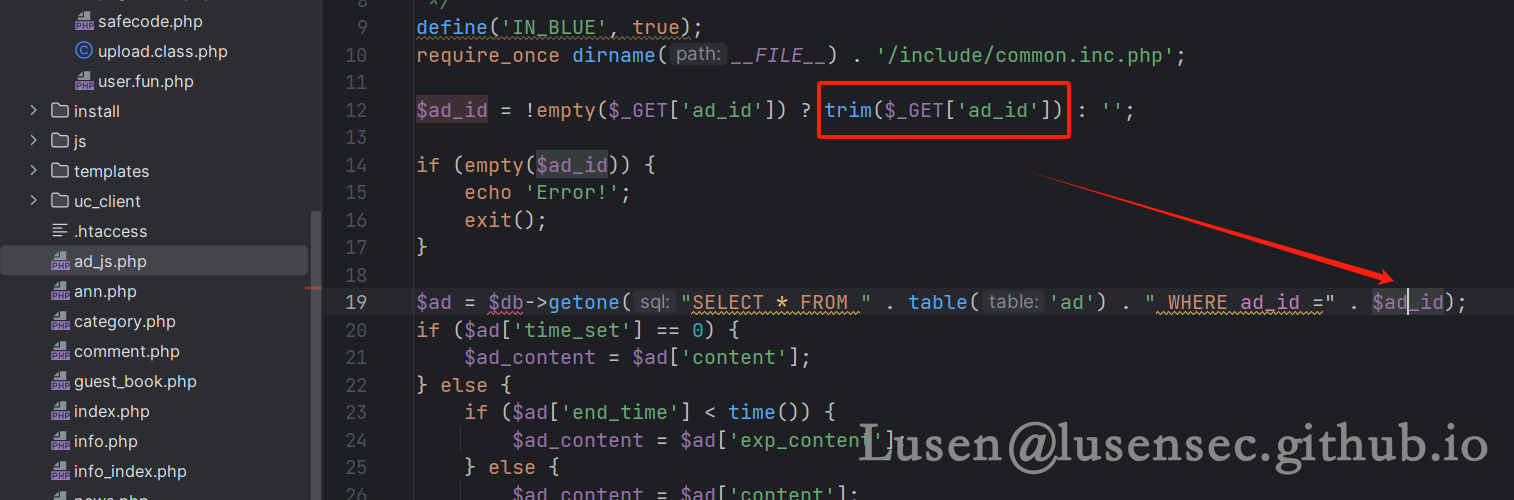 safecode.php
upload.class.php
user.fun.php
install
js
templates
uc_client
.htaccess
ad_js.php
ann.php
category.php
comment.php
guest_book.php
index.php
info.php
info_index.php
news.php
8 */
9 define('IN_BLUE', true);
10 require_once dirname( path: __FILE__) . '/include/common.inc.php';
11
12 $ad_id = !empty($_GET['ad_id']) ? trim($_GET['ad_id']) : '';
13
14 if (empty($ad_id)) {
15 echo 'Error!';
16 exit();
17 }
18
19 $ad = $db->getone( sql: "SELECT * FROM " . table( table: 'ad') . " WHERE ad_id =" . $ad_id);
20 if ($ad['time_set'] == 0) {
21 $ad_content = $ad['content'];
22 } else {
23 if ($ad['end_time'] < time()) {
24 $ad_content = $ad['exp_content'];
25 } else {
26 $ad_content = $ad['content'];
Lusen@lusensec.github.io